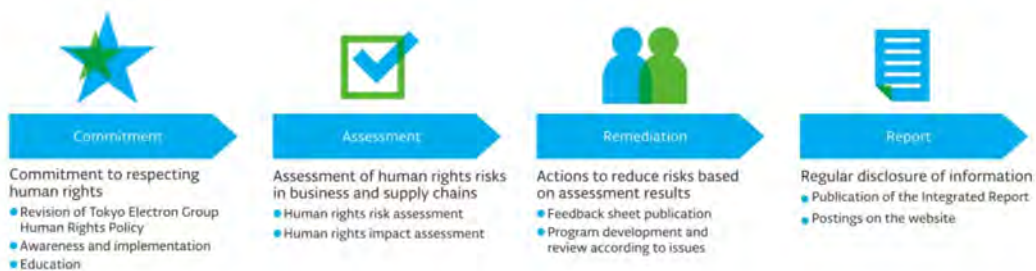 Commitment
Commitment to respecting
human rights
● Revision of Tokyo Electron Group
Human Rights Policy
● Awareness and implementation
● Education
Assessment
Assessment of human rights risks
in business and supply chains
● Human rights risk assessment
● Human rights impact assessment
Remediation
Actions to reduce risks based
on assessment results
● Feedback sheet publication
● Program development and
review according to issues
Report
Regular disclosure of information
● Publication of the Integrated Report
● Postings on the website